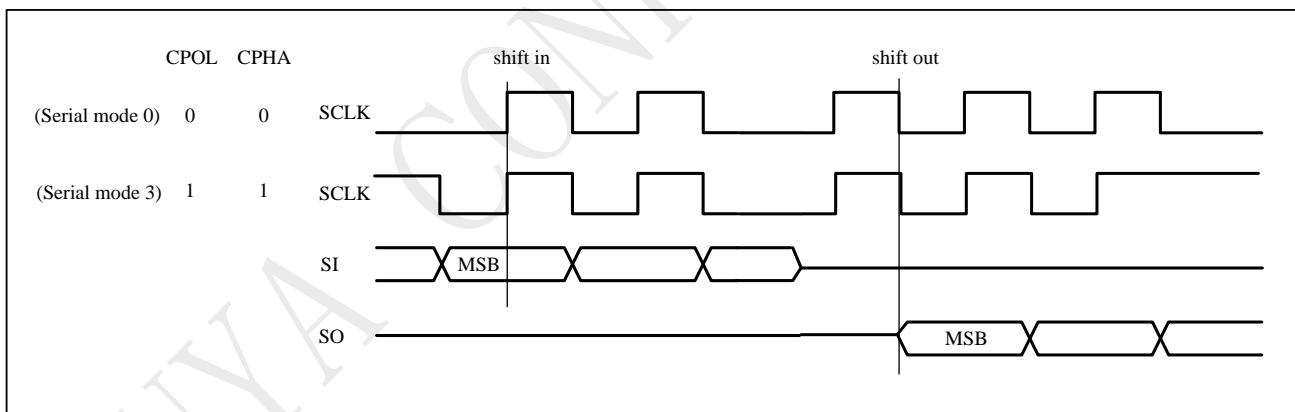 CPOL CPHA shift in shift out
(Serial mode 0) 0 0 SCLK
(Serial mode 3) 1 1 SCLK
SI MSB
SO MSB